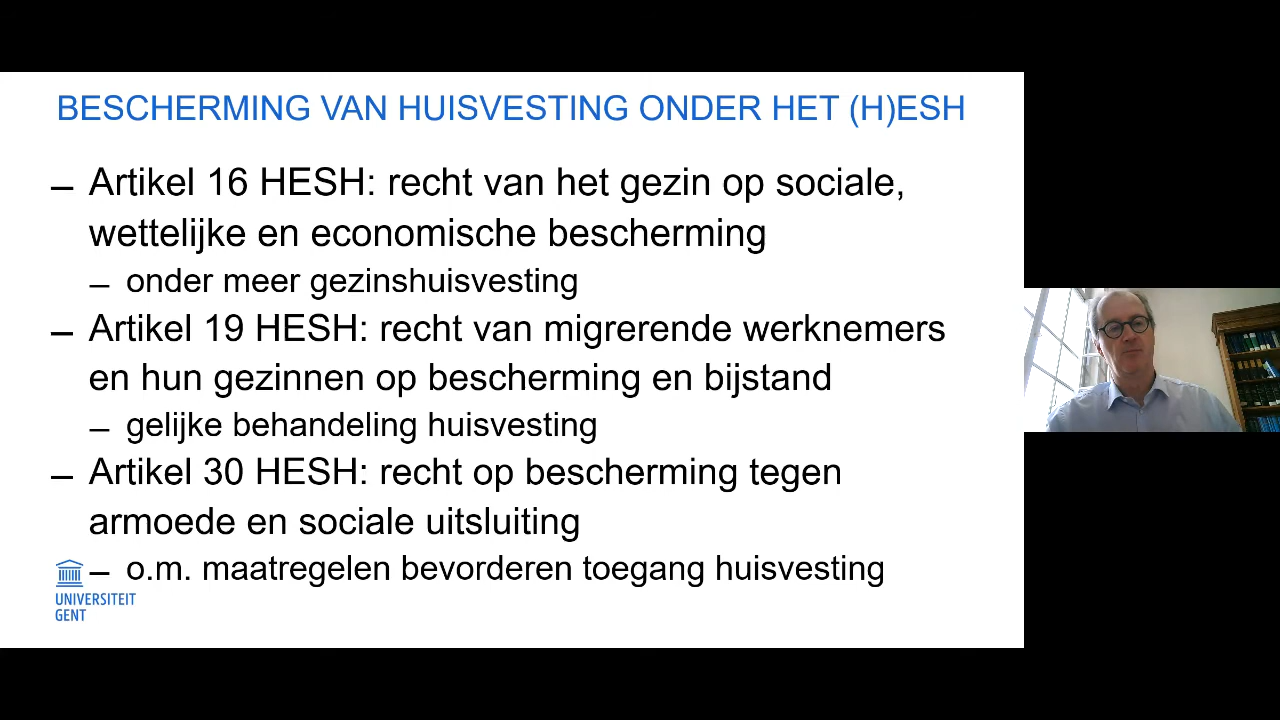 BESCHERMING VAN HUISVESTING ONDER HET (H)ESH
– Artikel 16 HESH: recht van het gezin op sociale,
wettelijke en economische bescherming
– onder meer gezinshuisvesting
– Artikel 19 HESH: recht van migrerende werknemers
en hun gezinnen op bescherming en bijstand
– gelijke behandeling huisvesting
– Artikel 30 HESH: recht op bescherming tegen
armoede en sociale uitsluiting
– o.m. maatregelen bevorderen toegang huisvesting
UNIVERSITEIT
GENT